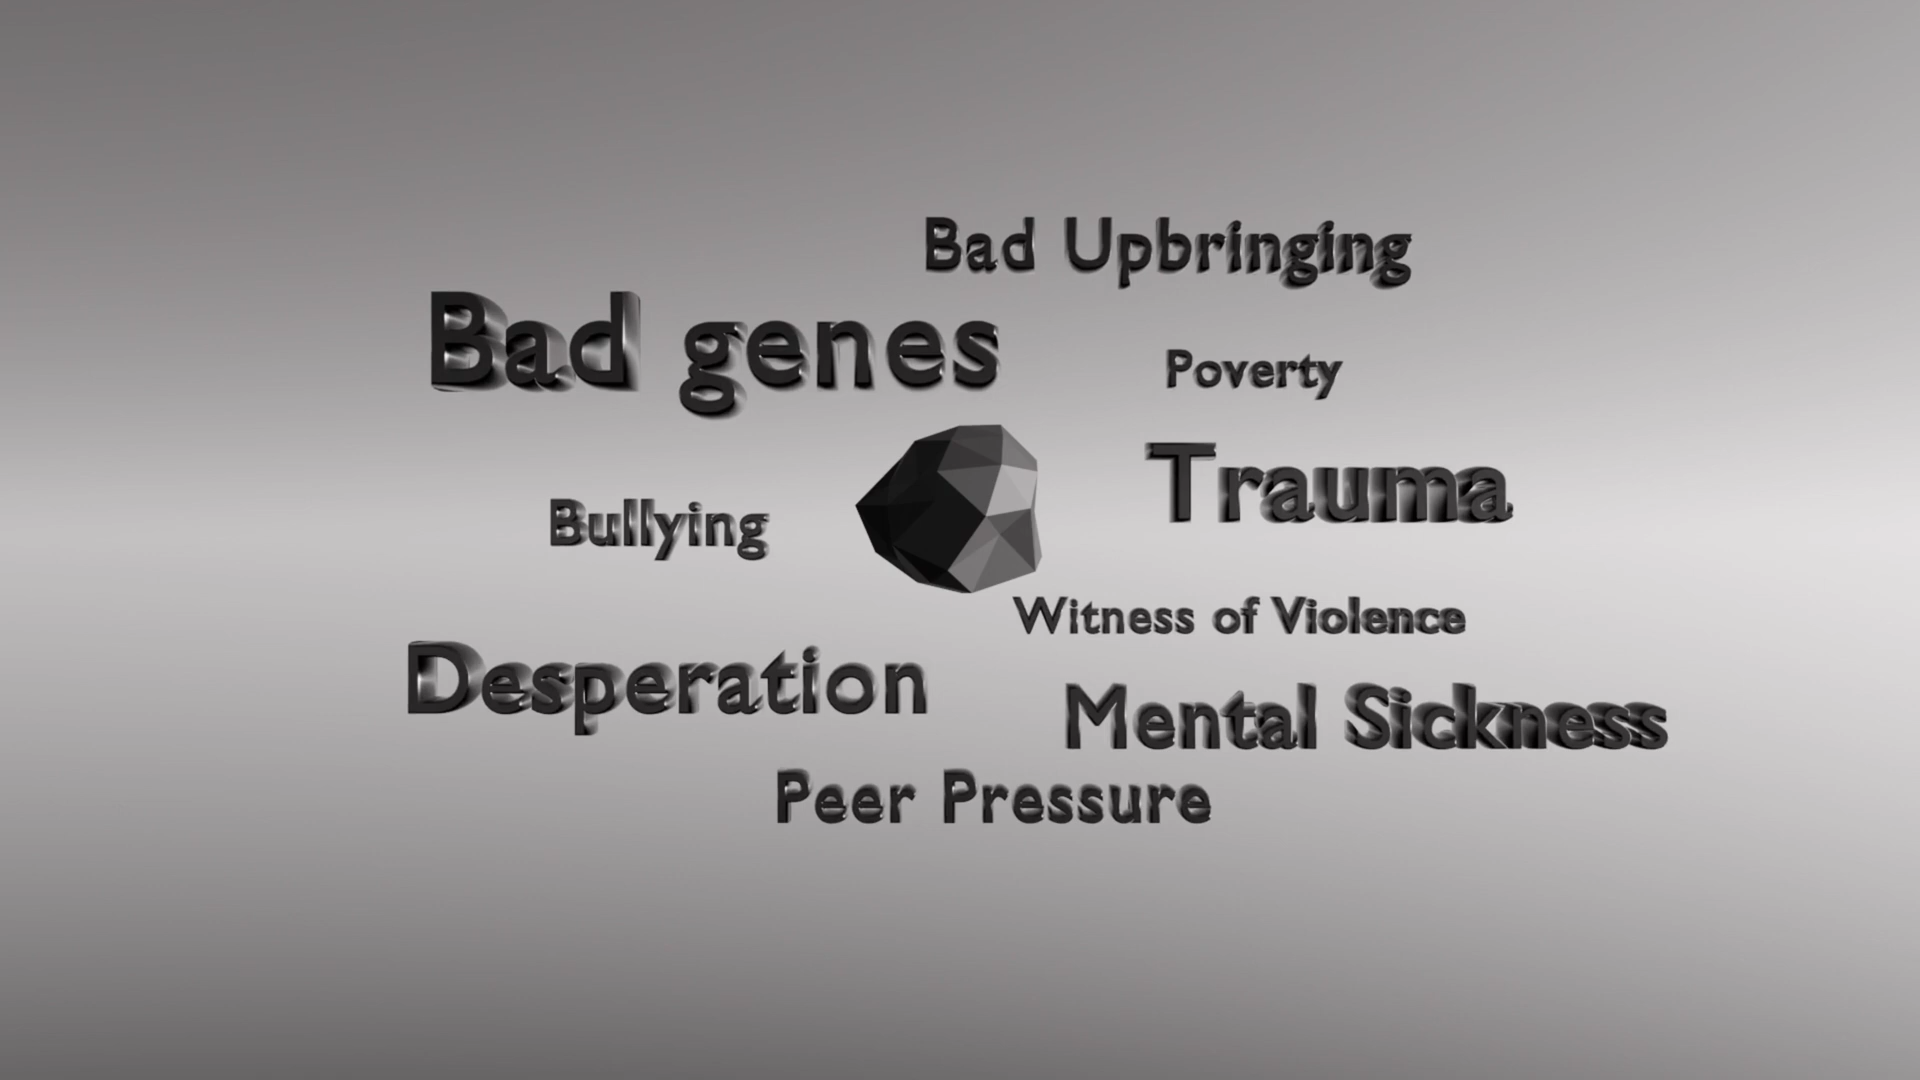 Bad Upbringing
Bad genes
Poverty
Trauma
Bullying
Witness of Violence
Desperation
Mental Sickness
Peer Pressure